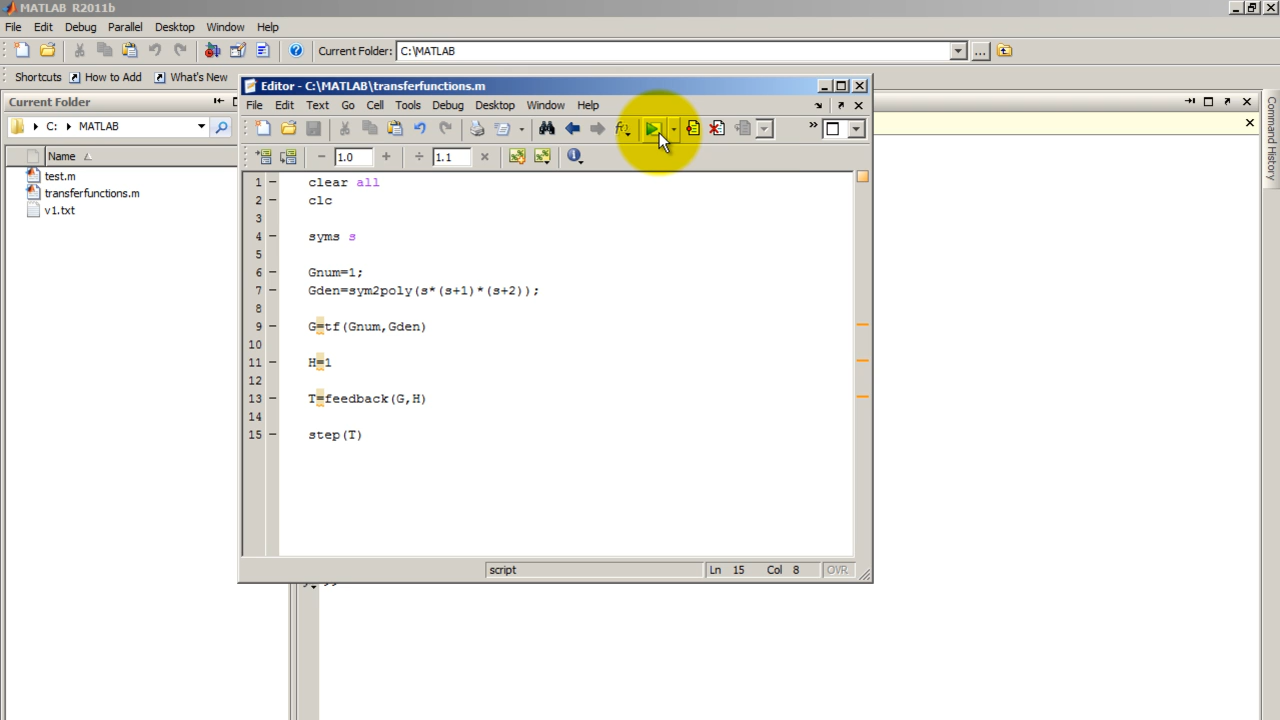 MATLAB R2011b
File Edit Debug Parallel Desktop Window Help
Current Folder: C:\MATLAB
Shortcuts How to Add What's New
Current Folder
C: MATLAB
Name
test.m
transferfunctions.m
v1.txt
Editor - C:\MATLAB\transferfunctions.m
File Edit Text Go Cell Tools Debug Desktop Window Help
1.0 1.1
1 clear all
2 clc
3
4 syms s
5
6 Gnum=1;
7 Gden=sym2poly(s*(s+1)*(s+2));
8
9 G=tf(Gnum,Gden)
10
11 H=1
12
13 T=feedback(G,H)
14
15 step(T)
script Ln 15 Col 8 OVR
Command History